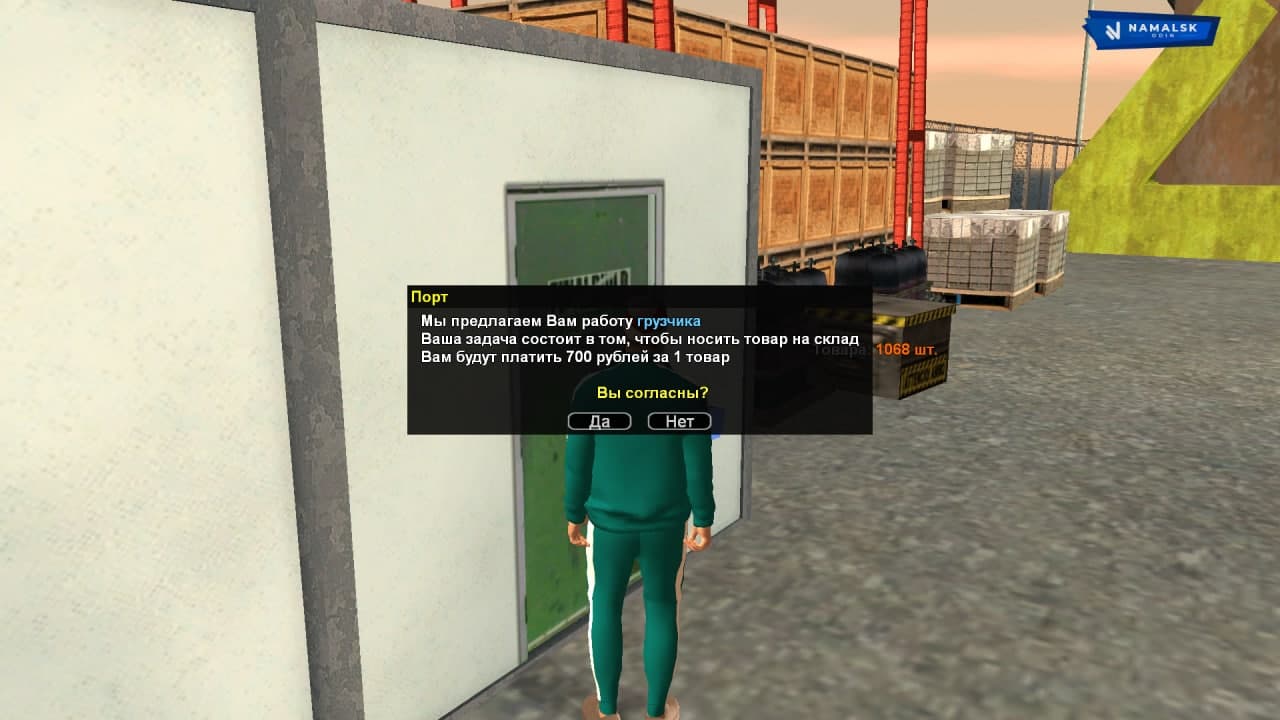 NAMALSK
Порт
Мы предлагаем Вам работу грузчика
Ваша задача состоит в том, чтобы носить товар на склад
Вам будут платить 700 рублей за 1 товар
Товара: 1068 шт.
Вы согласны?
Да
Нет